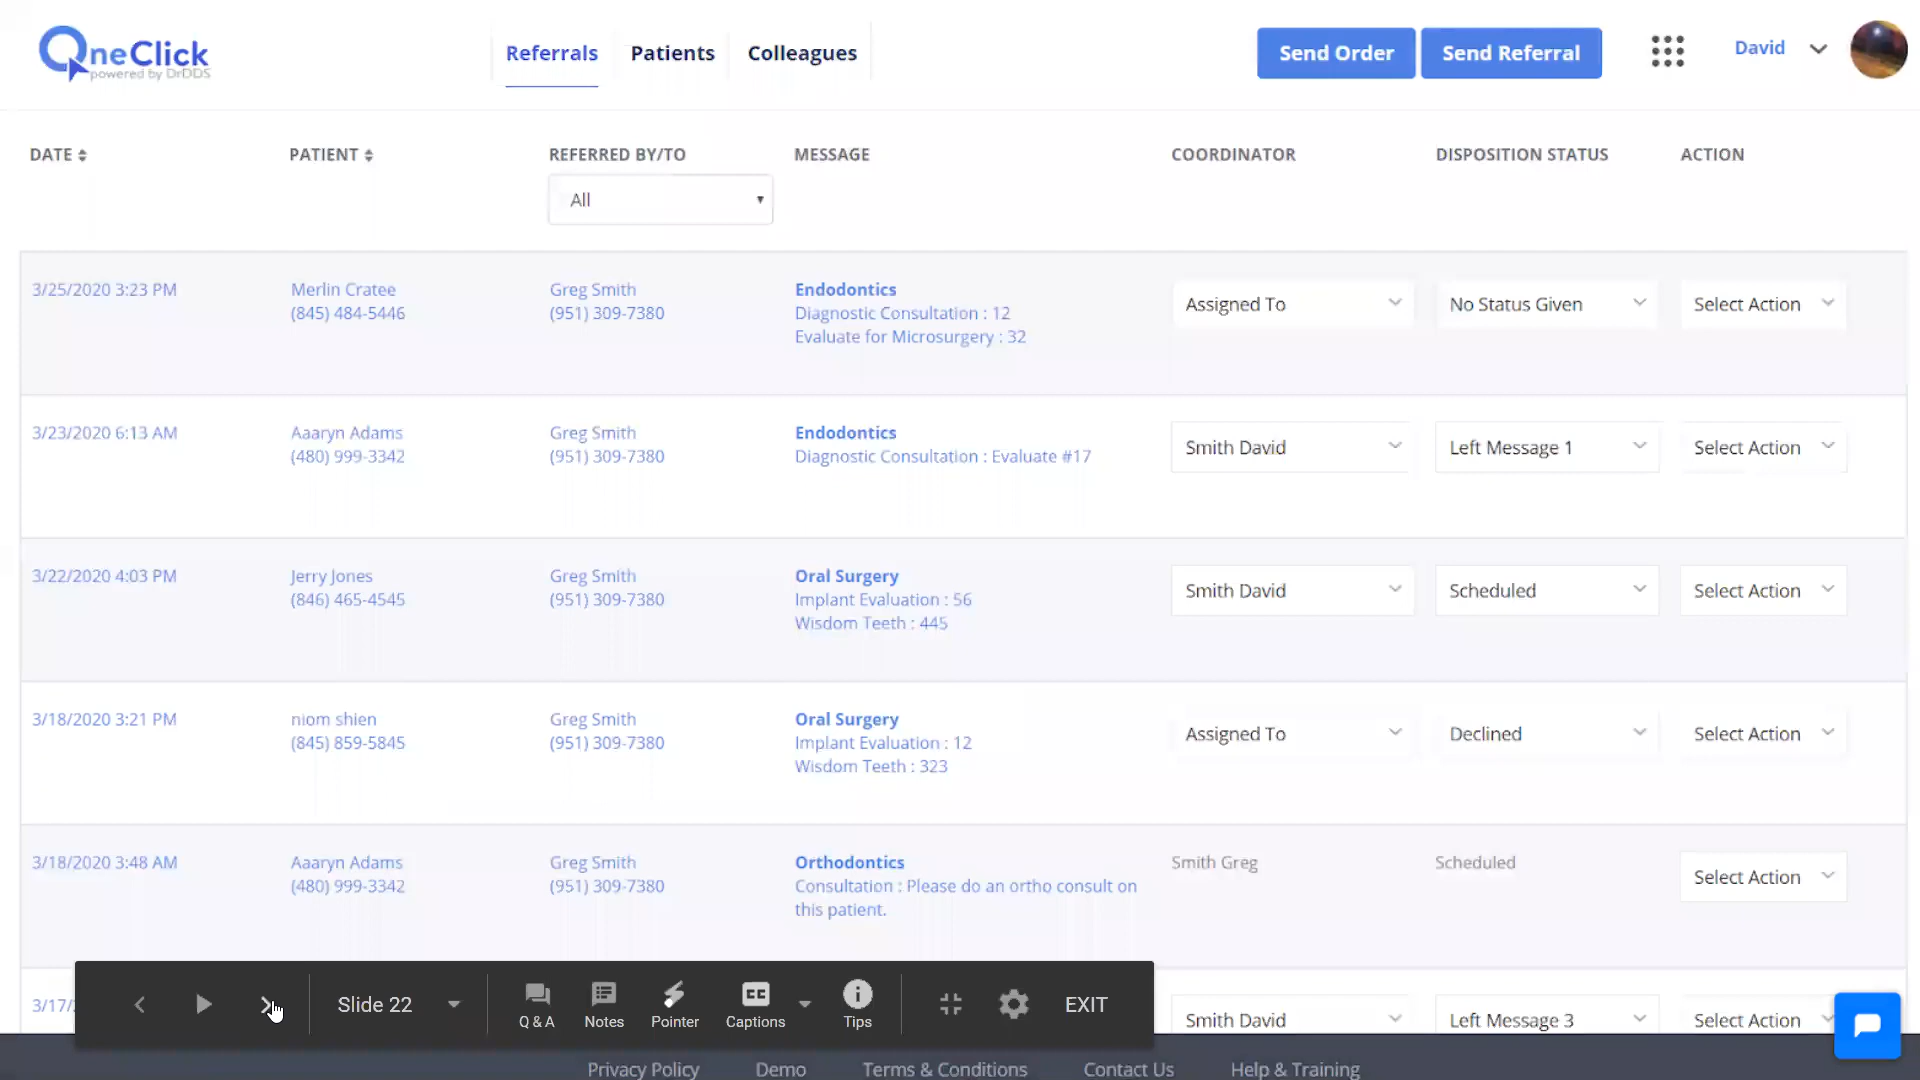 OneClick
powered by DrDDS
Referrals
Patients
Colleagues
Send Order
Send Referral
David
DATE
PATIENT
REFERRED BY/TO
MESSAGE
COORDINATOR
DISPOSITION STATUS
ACTION
All
3/25/2020 3:23 PM
Merlin Cratee
(845) 484-5446
Greg Smith
(951) 309-7380
Endodontics
Diagnostic Consultation : 12
Evaluate for Microsurgery : 32
Assigned To
No Status Given
Select Action
3/23/2020 6:13 AM
Aaaryn Adams
(480) 999-3342
Greg Smith
(951) 309-7380
Endodontics
Diagnostic Consultation : Evaluate #17
Smith David
Left Message 1
Select Action
3/22/2020 4:03 PM
Jerry Jones
(846) 465-4545
Greg Smith
(951) 309-7380
Oral Surgery
Implant Evaluation : 56
Wisdom Teeth : 445
Smith David
Scheduled
Select Action
3/18/2020 3:21 PM
niom shien
(845) 859-5845
Greg Smith
(951) 309-7380
Oral Surgery
Implant Evaluation : 12
Wisdom Teeth : 323
Assigned To
Declined
Select Action
3/18/2020 3:48 AM
Aaaryn Adams
(480) 999-3342
Greg Smith
(951) 309-7380
Orthodontics
Consultation : Please do an ortho consult on
this patient.
Smith Greg
Scheduled
Select Action
3/17/
Smith David
Left Message 3
Select Action
Slide 22
Q & A
Notes
Pointer
CC
Captions
Tips
EXIT
Privacy Policy
Demo
Terms & Conditions
Contact Us
Help & Training